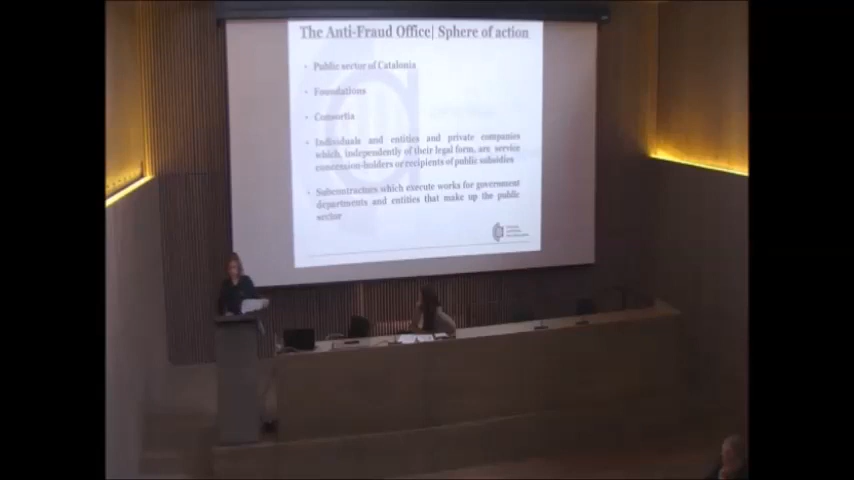 The Anti-Fraud Office| Sphere of action
· Public sector of Catalonia
· Foundations
· Consortia
· Individuals and entities and private companies
which, independently of their legal form, are service
concession-holders or recipients of public subsidies
· Subcontractors which execute works for government
departments and entities that make up the public
sector